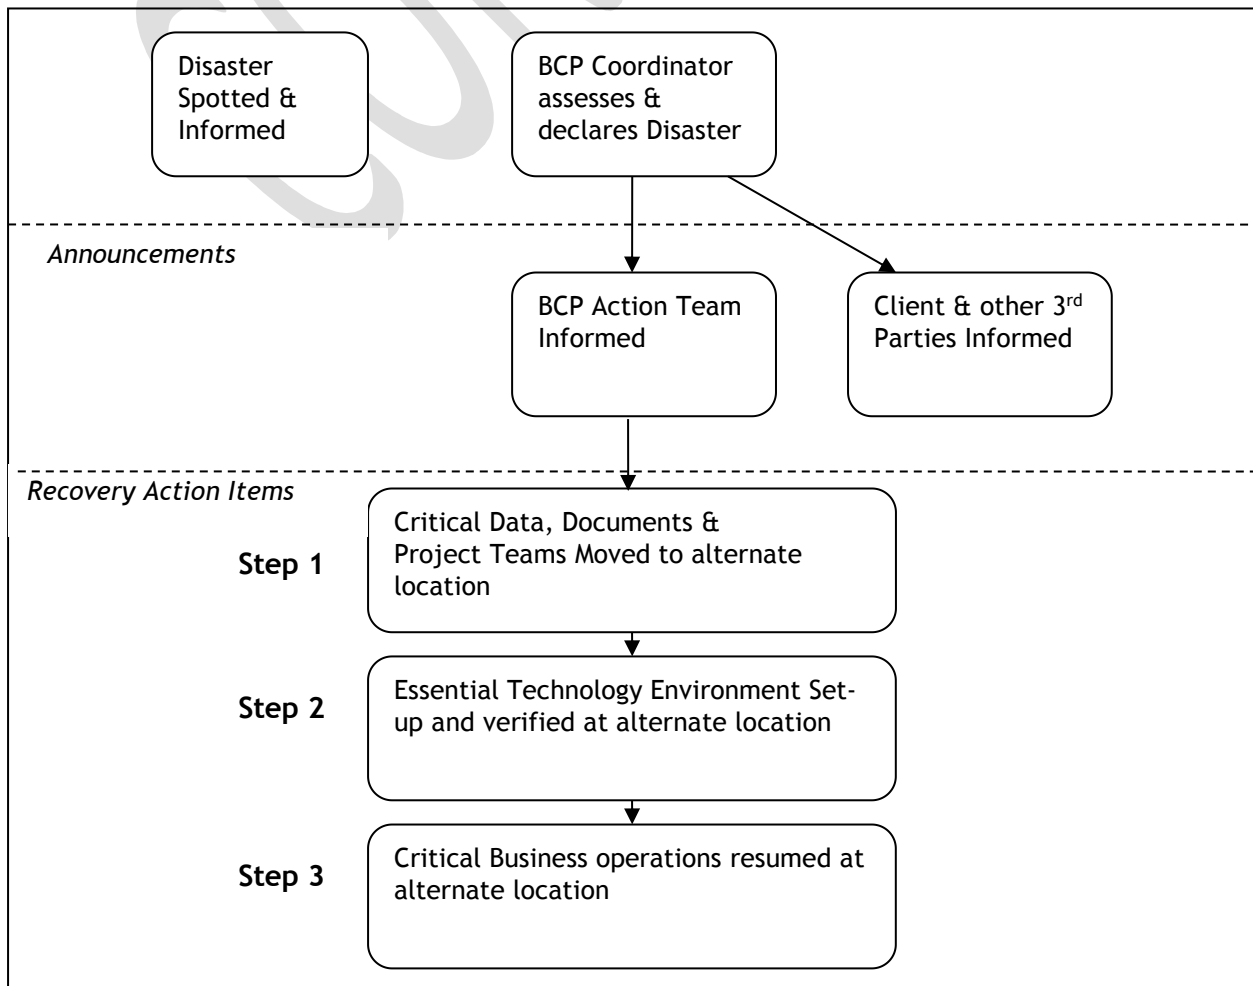 Disaster
Spotted &
Informed
BCP Coordinator
assesses &
declares Disaster
Announcements
BCP Action Team
Informed
Client & other 3rd
Parties Informed
Recovery Action Items
Step 1
Critical Data, Documents &
Project Teams Moved to alternate
location
Step 2
Essential Technology Environment Set-
up and verified at alternate location
Step 3
Critical Business operations resumed at
alternate location